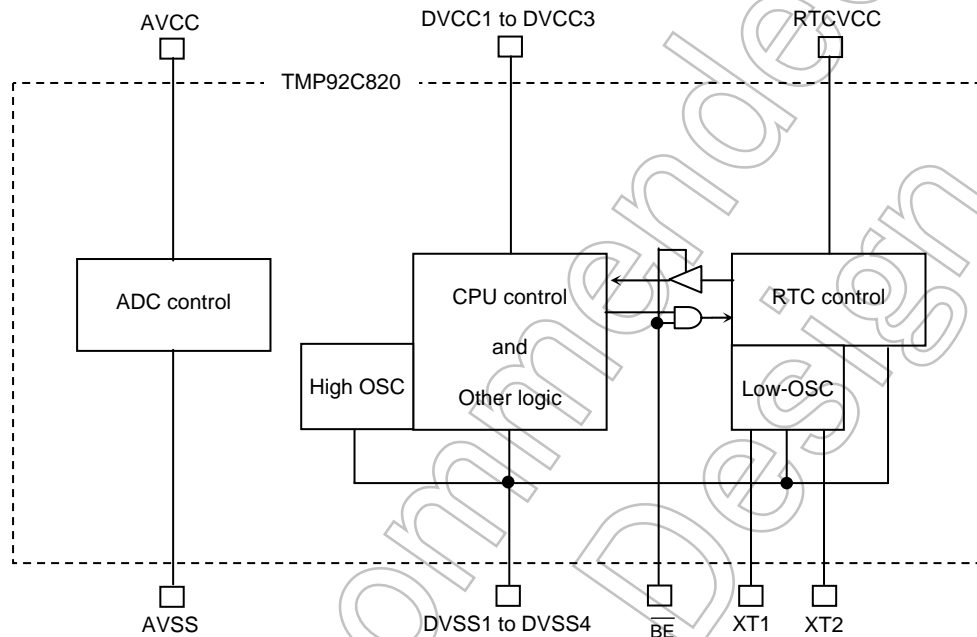 AVCC
DVCC1 to DVCC3
RTCVCC
TMP92C820
ADC control
CPU control
and
Other logic
RTC control
High OSC
Low-OSC
AVSS
DVSS1 to DVSS4
BE
XT1
XT2